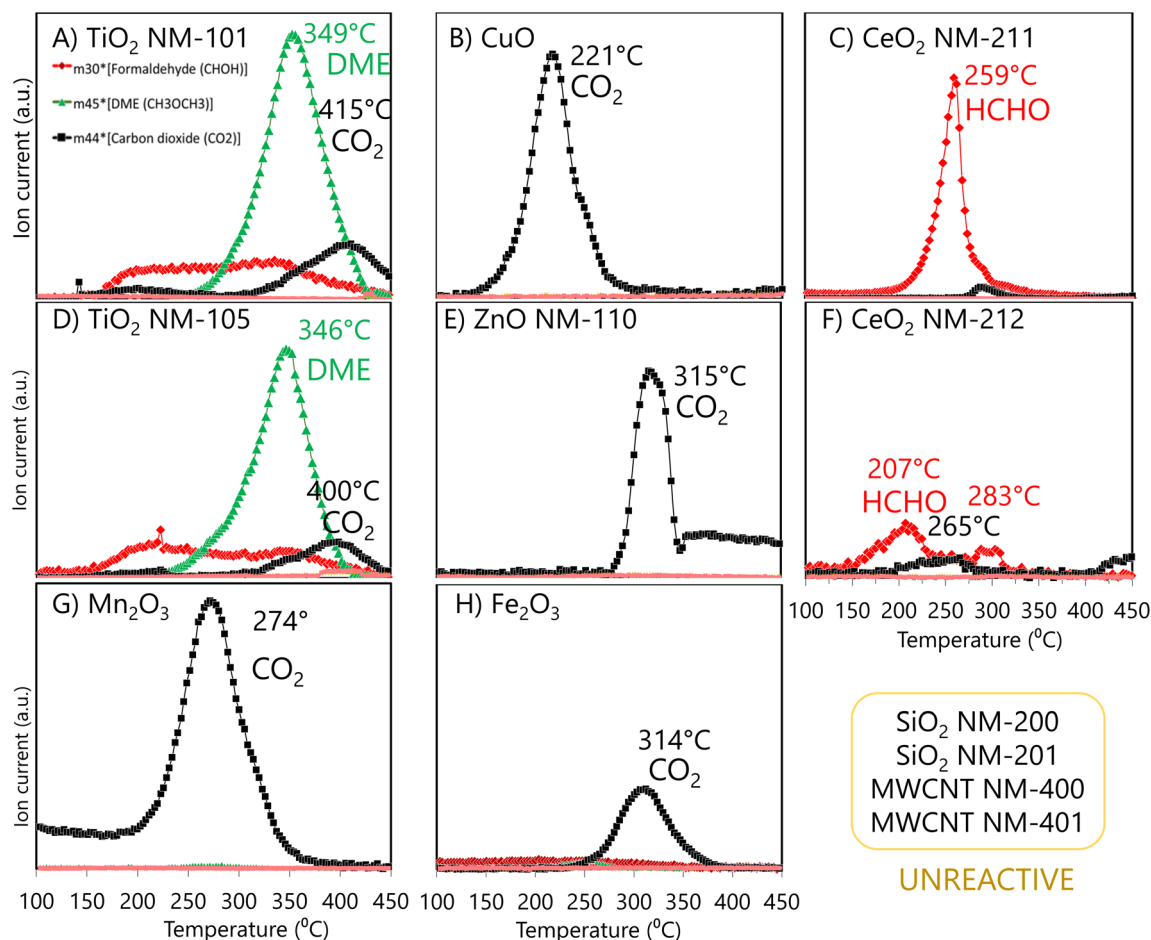 A) TiO₂ NM-101
m30*[Formaldehyde (CHOH)]
m45*[DME (CH3OCH3)]
m44*[Carbon dioxide (CO2)]
349°C
DME
415°C
CO₂
Ion current (a.u.)
B) CuO
221°C
CO₂
C) CeO₂ NM-211
259°C
HCHO
D) TiO₂ NM-105
346°C
DME
400°C
CO₂
Ion current (a.u.)
E) ZnO NM-110
315°C
CO₂
F) CeO₂ NM-212
207°C
HCHO
283°C
265°C
100 150 200 250 300 350 400 450
Temperature (⁰C)
G) Mn₂O₃
274°
CO₂
Ion current (a.u.)
100 150 200 250 300 350 400 450
Temperature (⁰C)
H) Fe₂O₃
314°C
CO₂
100 150 200 250 300 350 400 450
Temperature (⁰C)
SiO₂ NM-200
SiO₂ NM-201
MWCNT NM-400
MWCNT NM-401
UNREACTIVE